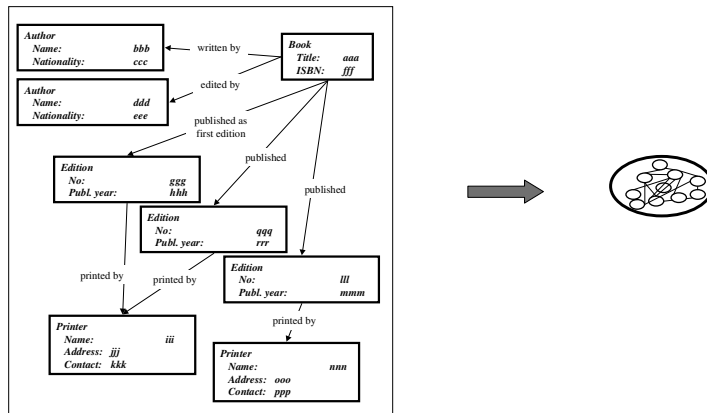 Author
Name: bbb
Nationality: ccc
written by
Book
Title: aaa
ISBN: fff
edited by
Author
Name: ddd
Nationality: eee
published as
first edition
published
published
Edition
No: ggg
Publ. year: hhh
Edition
No: qqq
Publ. year: rrr
Edition
No: lll
Publ. year: mmm
printed by
printed by
printed by
Printer
Name: iii
Address: jjj
Contact: kkk
Printer
Name: nnn
Address: ooo
Contact: ppp